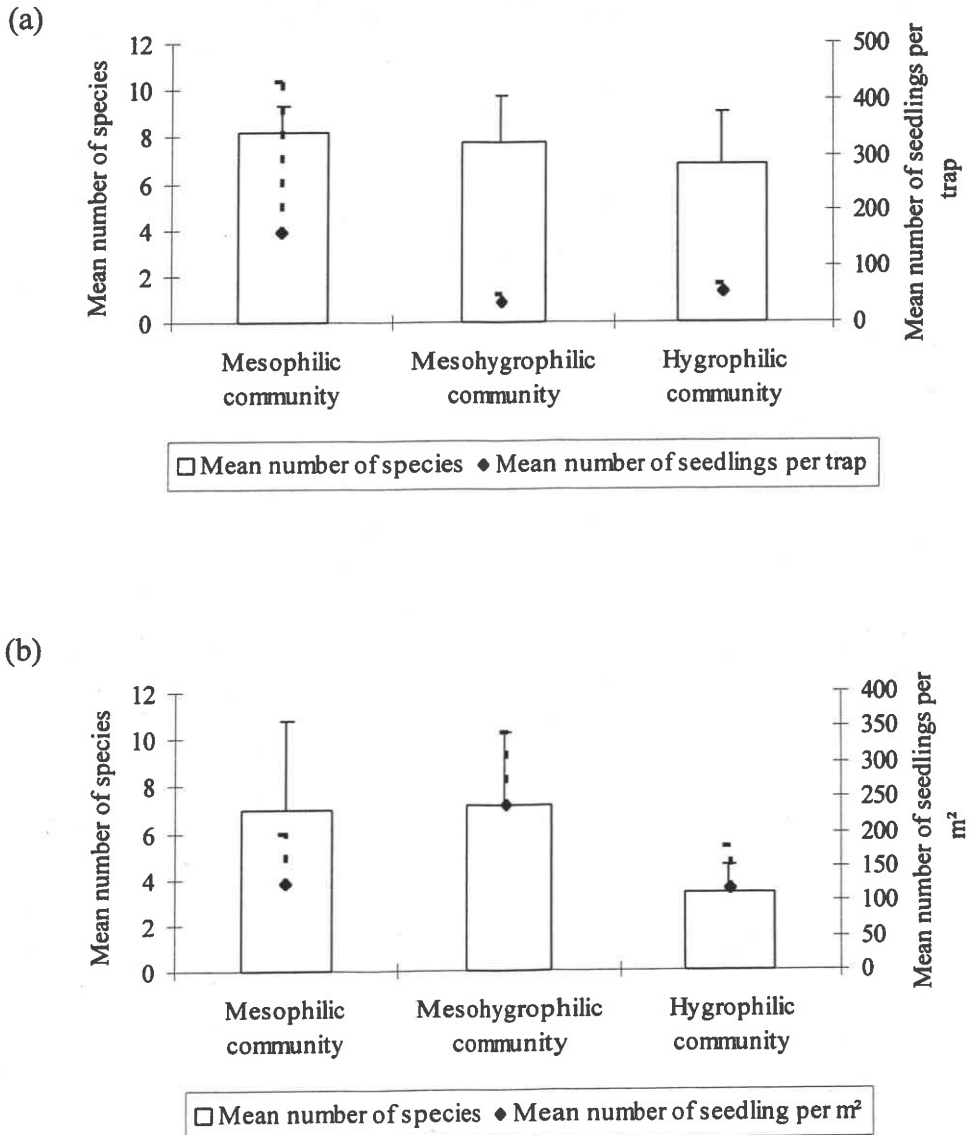 (a)
Mean number of species
12
10
8
6
4
2
0
500
400
300
200
100
0
Mean number of seedlings per
trap
Mesophilic
community
Mesohygrophilic
community
Hygrophilic
community
Mean number of species
Mean number of seedlings per trap
(b)
Mean number of species
12
10
8
6
4
2
0
400
350
300
250
200
150
100
50
0
Mean number of seedlings per
m²
Mesophilic
community
Mesohygrophilic
community
Hygrophilic
community
Mean number of species
Mean number of seedling per m²